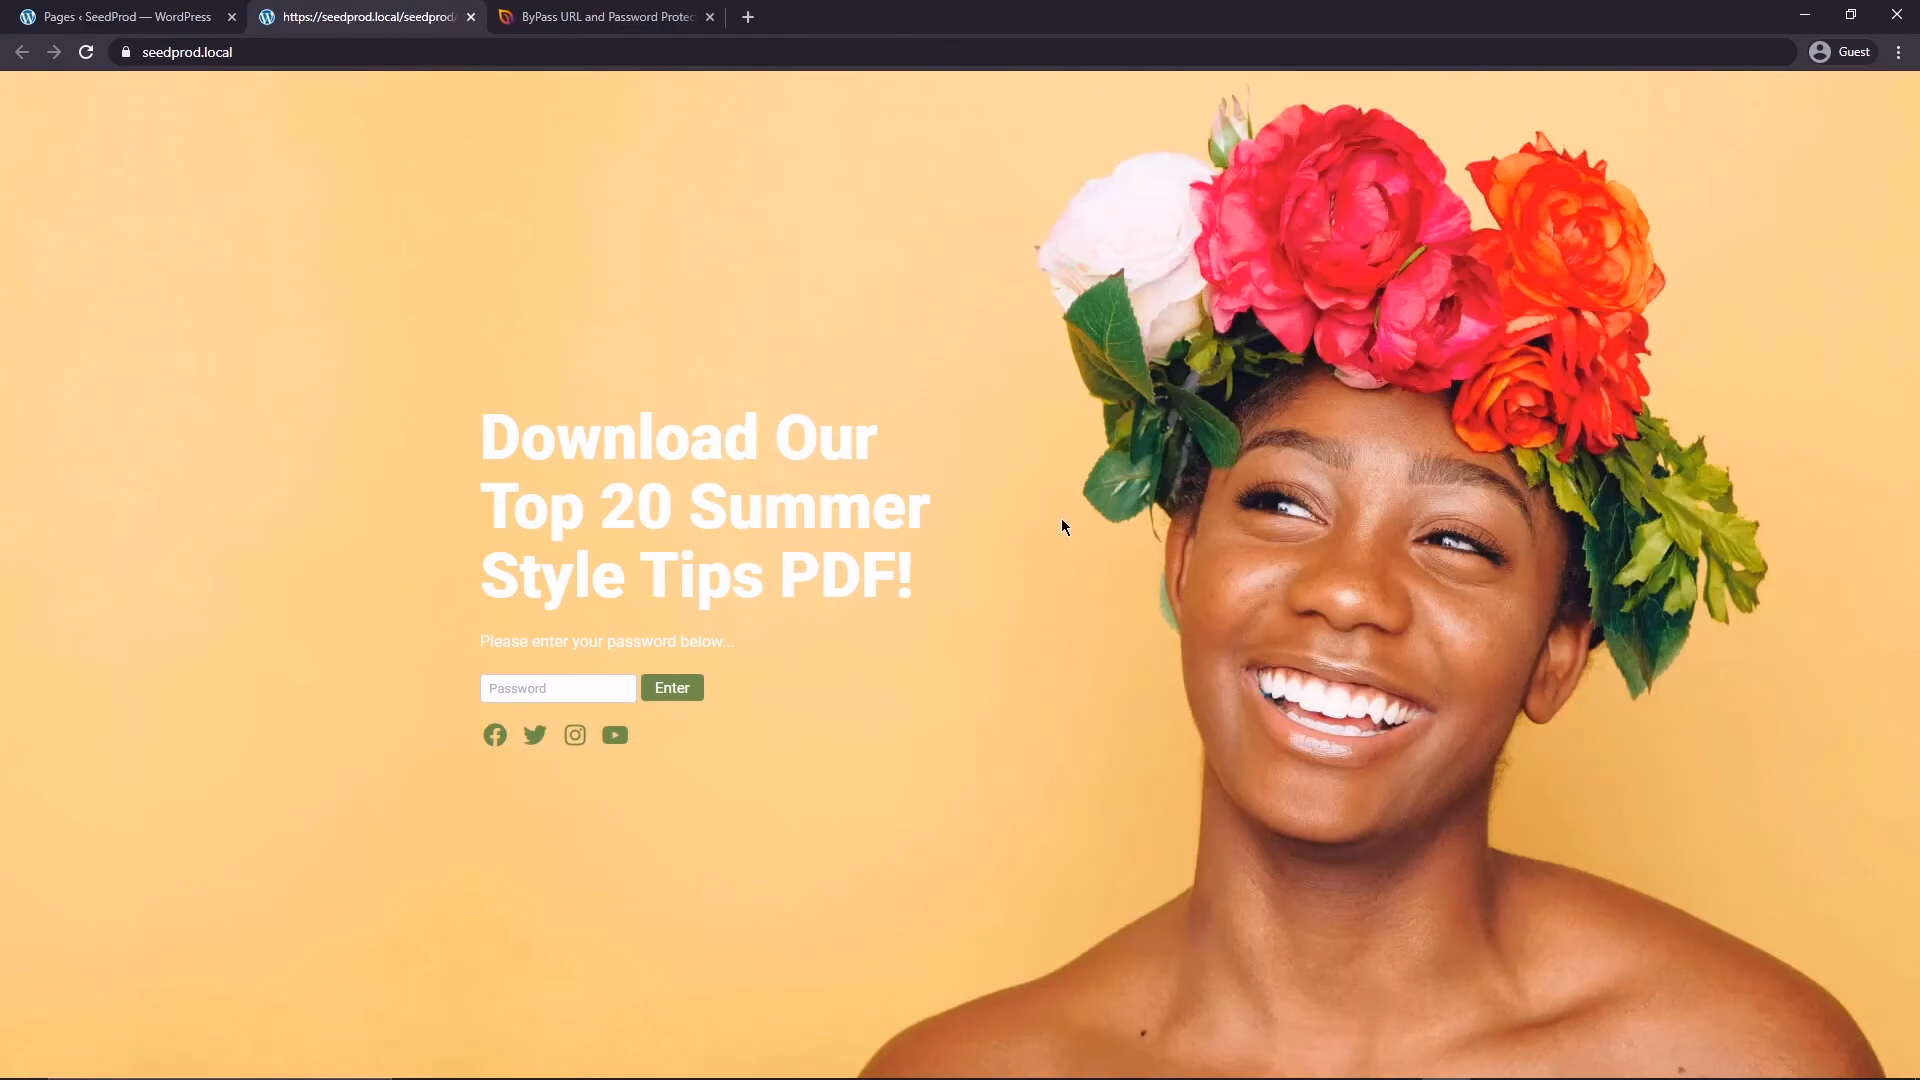 Pages ‹ SeedProd — WordPress
https://seedprod.local/seedprod/
ByPass URL and Password Protec
seedprod.local
Guest
Download Our
Top 20 Summer
Style Tips PDF!
Please enter your password below...
Password
Enter